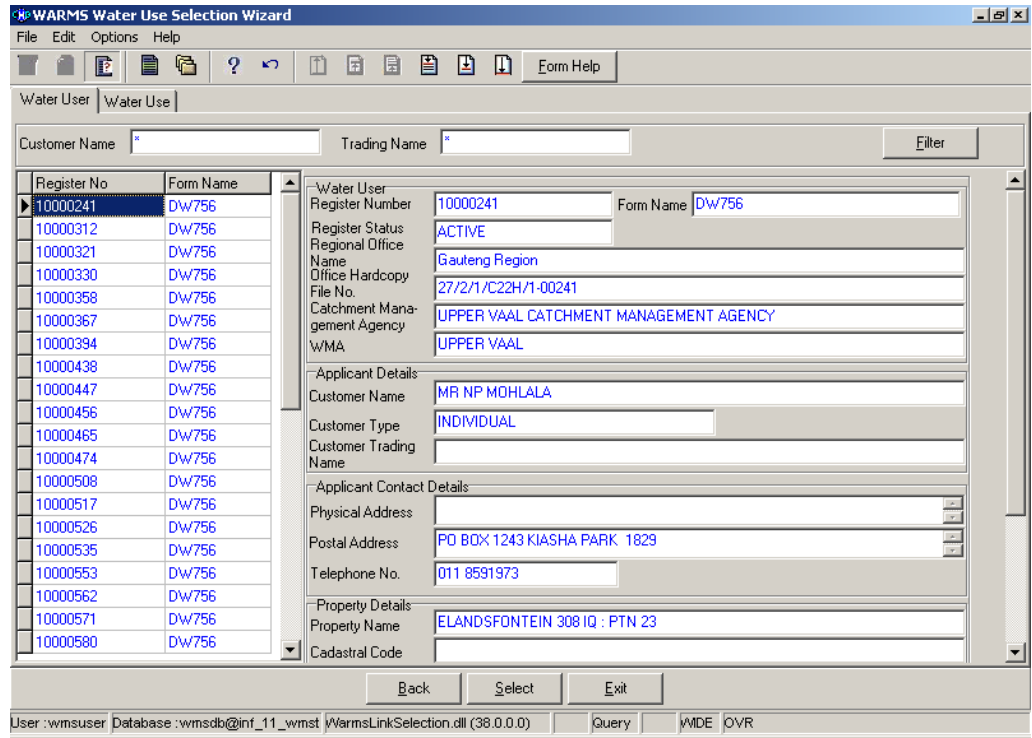 WARMS Water Use Selection Wizard
File Edit Options Help
? Form Help
Water User Water Use
Customer Name * Trading Name * Filter
Register No Form Name
10000241 DW756
10000312 DW756
10000321 DW756
10000330 DW756
10000358 DW756
10000367 DW756
10000394 DW756
10000438 DW756
10000447 DW756
10000456 DW756
10000465 DW756
10000474 DW756
10000508 DW756
10000517 DW756
10000526 DW756
10000535 DW756
10000553 DW756
10000562 DW756
10000571 DW756
10000580 DW756
Water User
Register Number 10000241 Form Name DW756
Register Status ACTIVE
Regional Office
Name Gauteng Region
Office Hardcopy
File No. 27/2/1/C22H/1-00241
Catchment Mana-
gement Agency UPPER VAAL CATCHMENT MANAGEMENT AGENCY
WMA UPPER VAAL
Applicant Details
Customer Name MR NP MOHLALA
Customer Type INDIVIDUAL
Customer Trading
Name
Applicant Contact Details
Physical Address
Postal Address PO BOX 1243 KIASHA PARK 1829
Telephone No. 011 8591973
Property Details
Property Name ELANDSFONTEIN 308 IQ : PTN 23
Cadastral Code
Back Select Exit
User :wmsuser Database :wmsdb@inf_11_wmst WarmsLinkSelection.dll (38.0.0.0) Query WIDE OVR